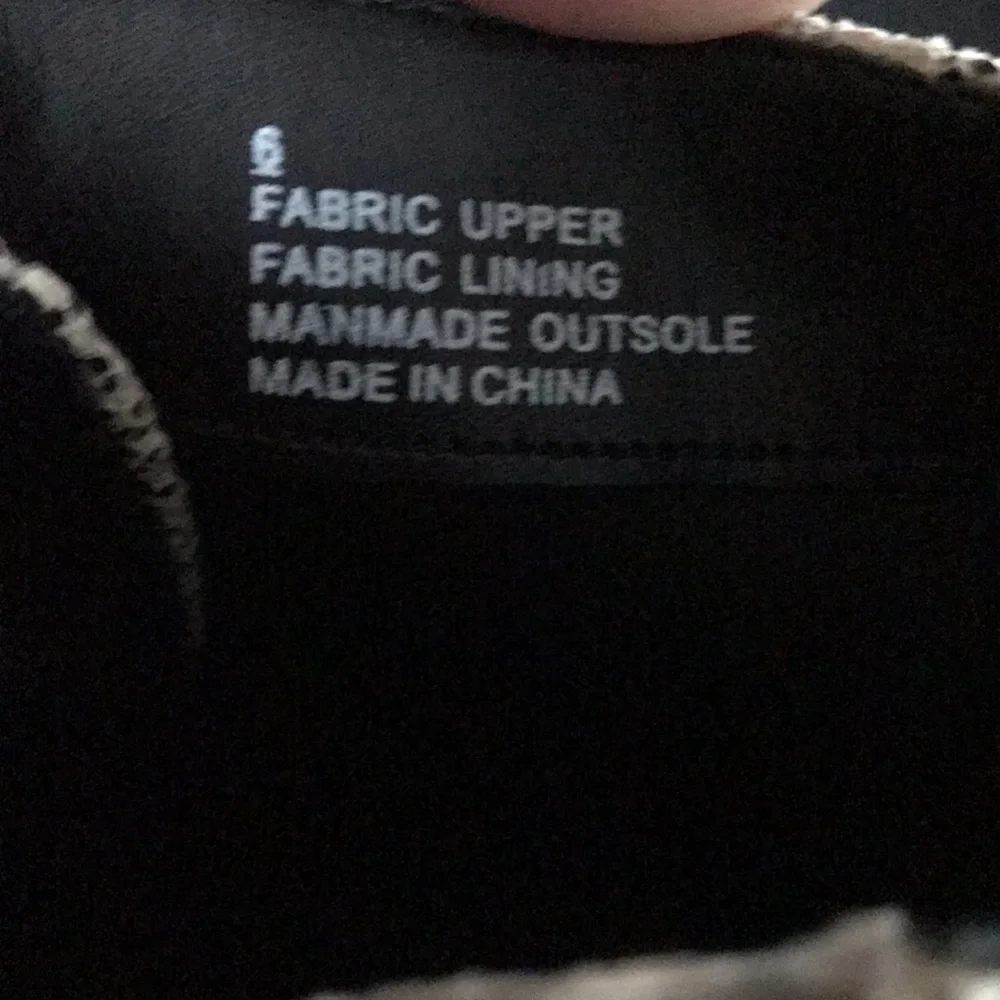 6
FABRIC UPPER
FABRIC LINING
MANMADE OUTSOLE
MADE IN CHINA